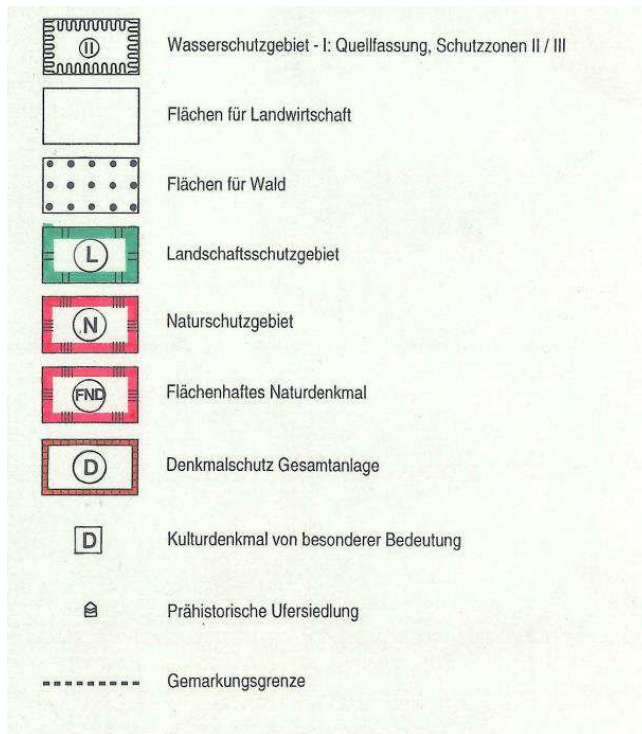 II Wasserschutzgebiet - I: Quellfassung, Schutzzonen II / III
Flächen für Landwirtschaft
Flächen für Wald
L Landschaftsschutzgebiet
N Naturschutzgebiet
FND Flächenhaftes Naturdenkmal
D Denkmalschutz Gesamtanlage
D Kulturdenkmal von besonderer Bedeutung
Prähistorische Ufersiedlung
Gemarkungsgrenze